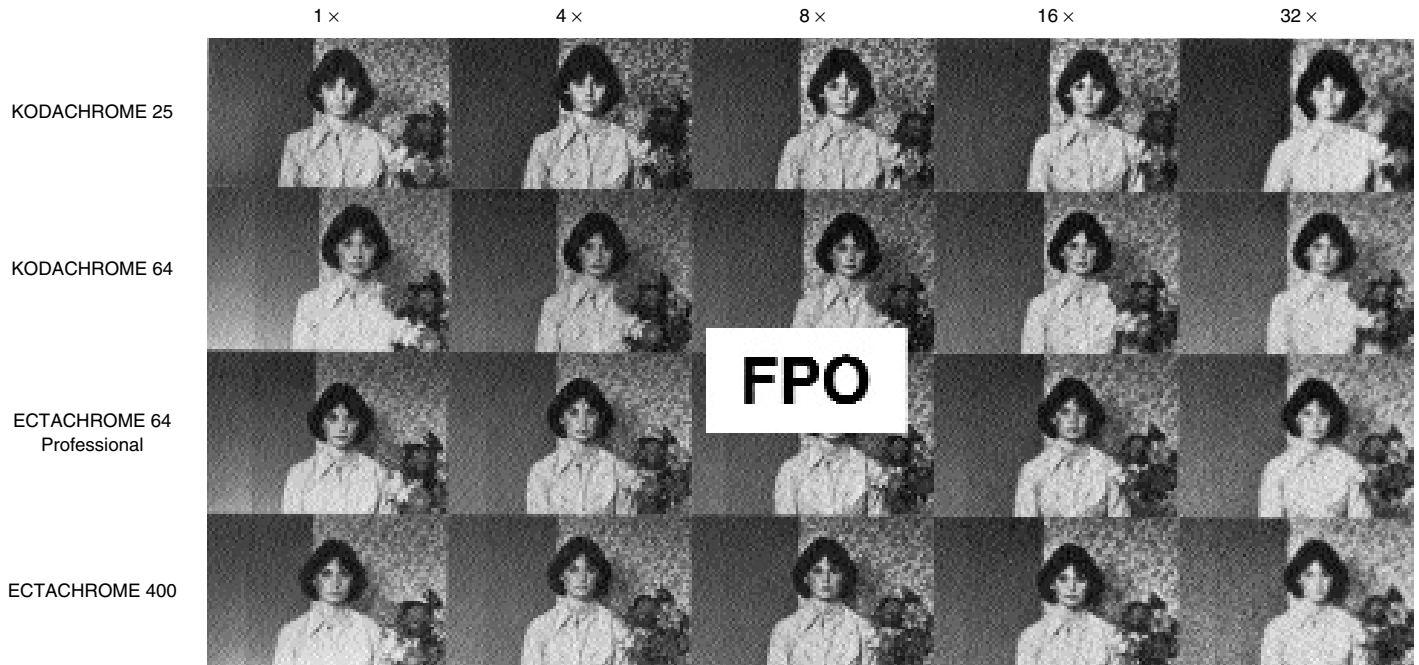 1 × 4 × 8 × 16 × 32 ×
KODACHROME 25
KODACHROME 64
FPO
ECTACHROME 64
Professional
ECTACHROME 400